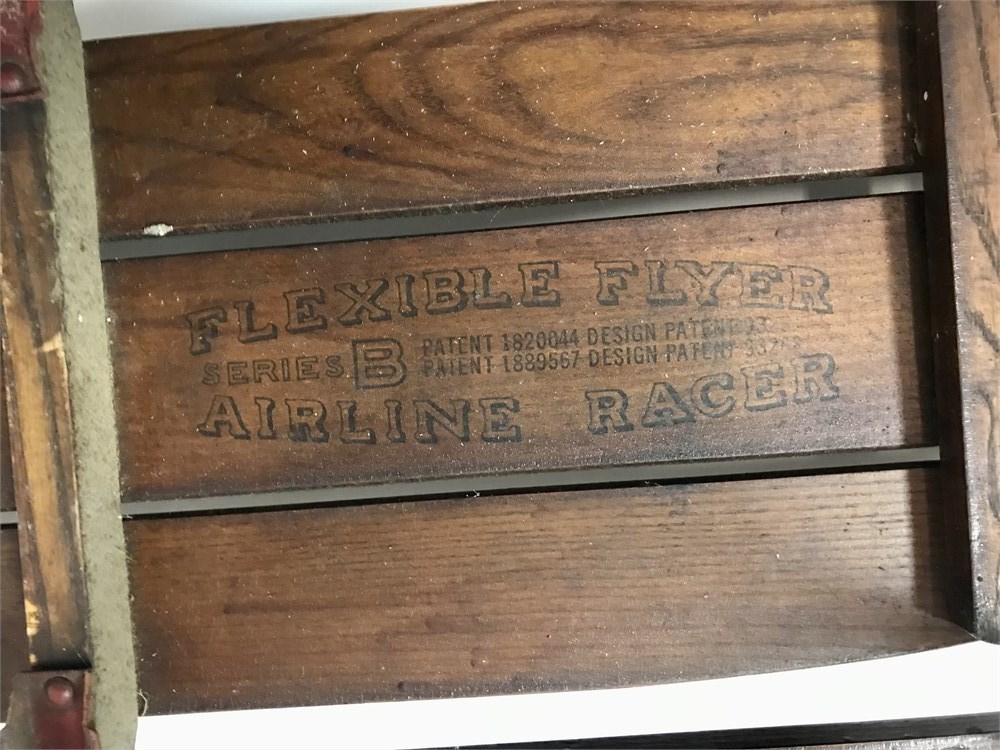 FLEXIBLE FLYER
SERIES B
PATENT 1820044 DESIGN PATENT
PATENT 1889567 DESIGN PATENT
AIRLINE RACER